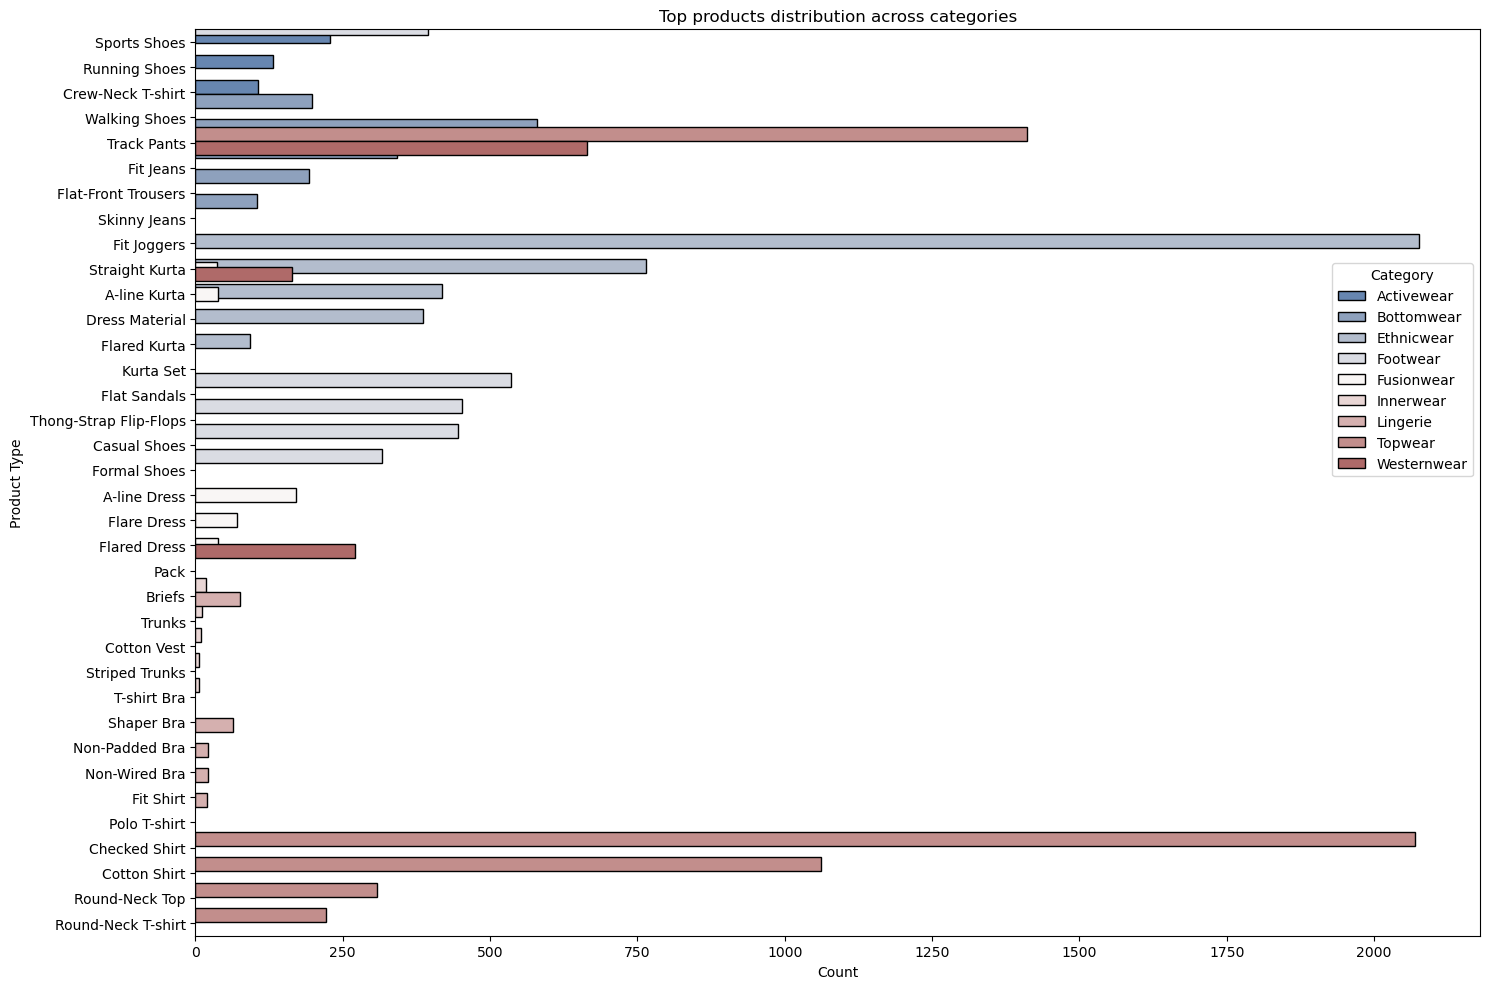 Top products distribution across categories
Sports Shoes
Running Shoes
Crew-Neck T-shirt
Walking Shoes
Track Pants
Fit Jeans
Flat-Front Trousers
Skinny Jeans
Fit Joggers
Straight Kurta
A-line Kurta
Dress Material
Flared Kurta
Kurta Set
Flat Sandals
Thong-Strap Flip-Flops
Casual Shoes
Formal Shoes
A-line Dress
Flare Dress
Flared Dress
Pack
Briefs
Trunks
Cotton Vest
Striped Trunks
T-shirt Bra
Shaper Bra
Non-Padded Bra
Non-Wired Bra
Fit Shirt
Polo T-shirt
Checked Shirt
Cotton Shirt
Round-Neck Top
Round-Neck T-shirt
Product Type
Category
Activewear
Bottomwear
Ethnicwear
Footwear
Fusionwear
Innerwear
Lingerie
Topwear
Westernwear
0 250 500 750 1000 1250 1500 1750 2000
Count